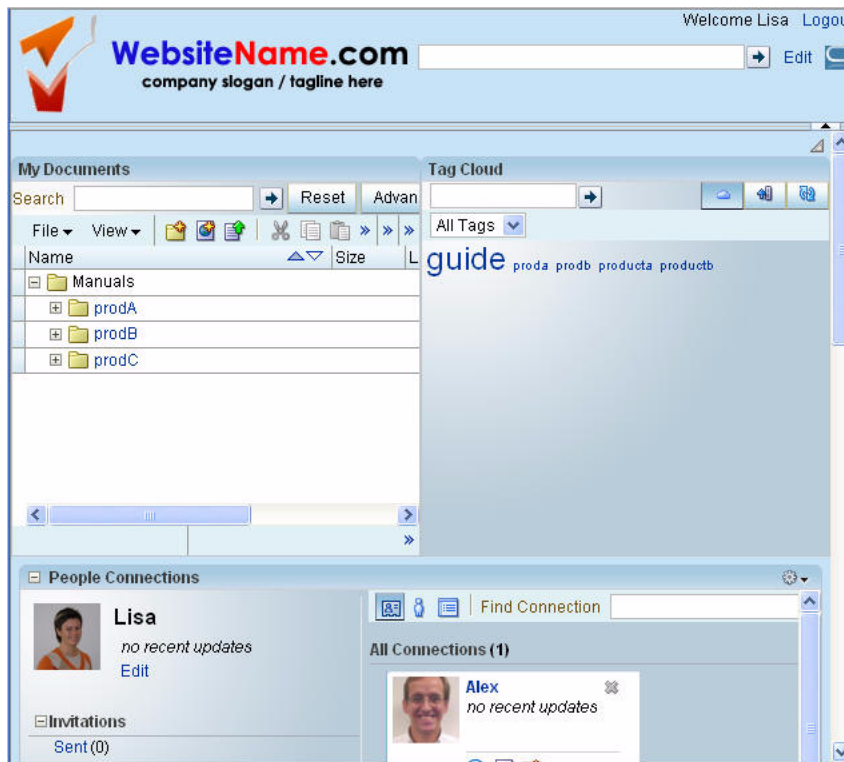 Welcome Lisa Logou
WebsiteName.com
company slogan / tagline here
Edit
My Documents
Search Reset Advan
File View
Name Size L
Manuals
prodA
prodB
prodC
Tag Cloud
All Tags
guide proda prodb producta productb
People Connections
Lisa
no recent updates
Edit
Invitations
Sent (0)
Find Connection
All Connections (1)
Alex
no recent updates